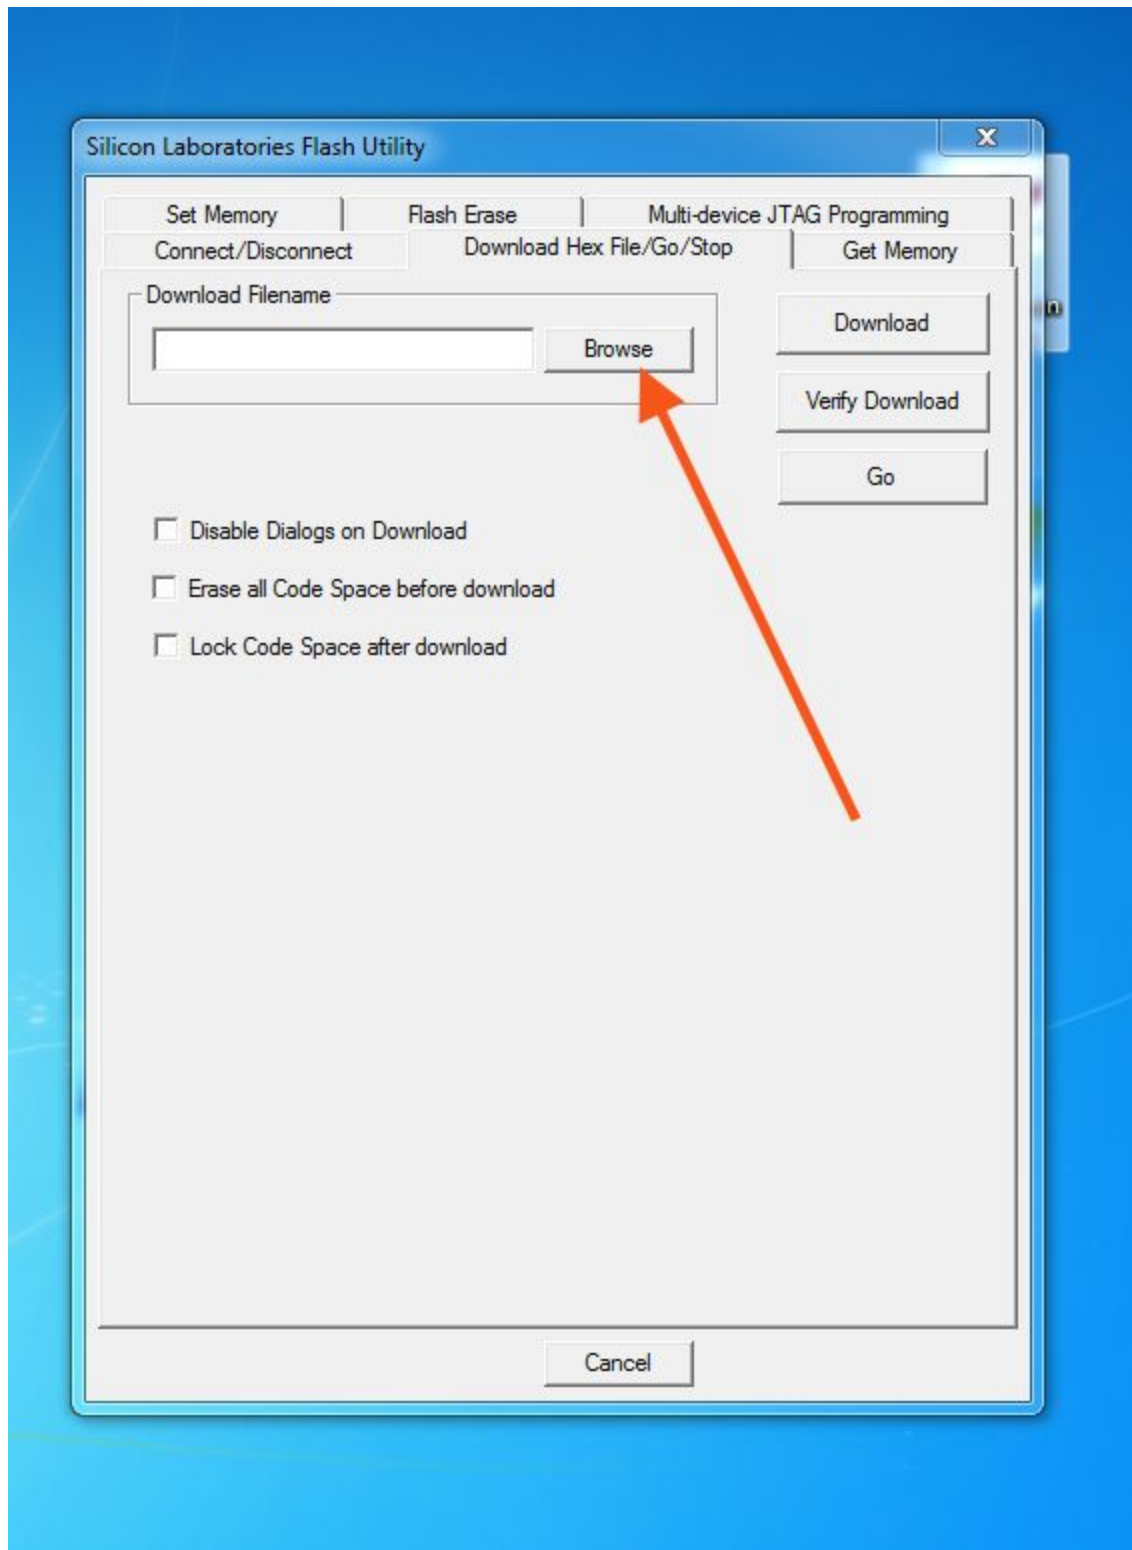 Silicon Laboratories Flash Utility
X
Set Memory Flash Erase Multi-device JTAG Programming
Connect/Disconnect Download Hex File/Go/Stop Get Memory
Download Filename
Browse
Download
Verify Download
Go
Disable Dialogs on Download
Erase all Code Space before download
Lock Code Space after download
Cancel